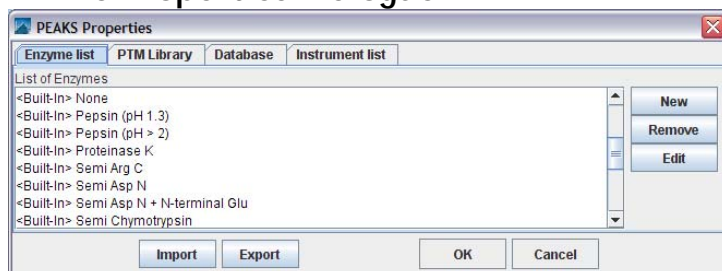 PEAKS Properties
Enzyme list PTM Library Database Instrument list
List of Enzymes
<Built-In> None
<Built-In> Pepsin (pH 1.3)
<Built-In> Pepsin (pH > 2)
<Built-In> Proteinase K
<Built-In> Semi Arg C
<Built-In> Semi Asp N
<Built-In> Semi Asp N + N-terminal Glu
<Built-In> Semi Chymotrypsin
New
Remove
Edit
Import Export OK Cancel